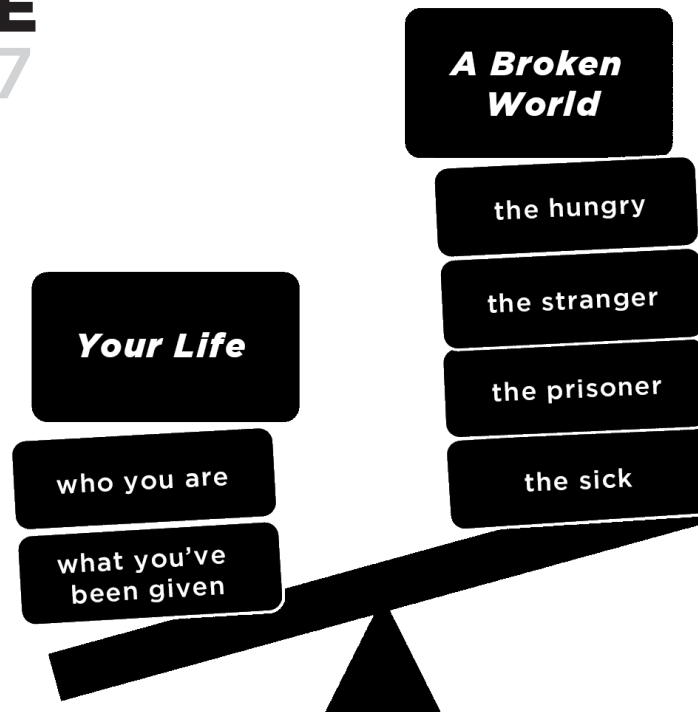 E
7
A Broken
World
the hungry
the stranger
the prisoner
the sick
Your Life
who you are
what you've
been given